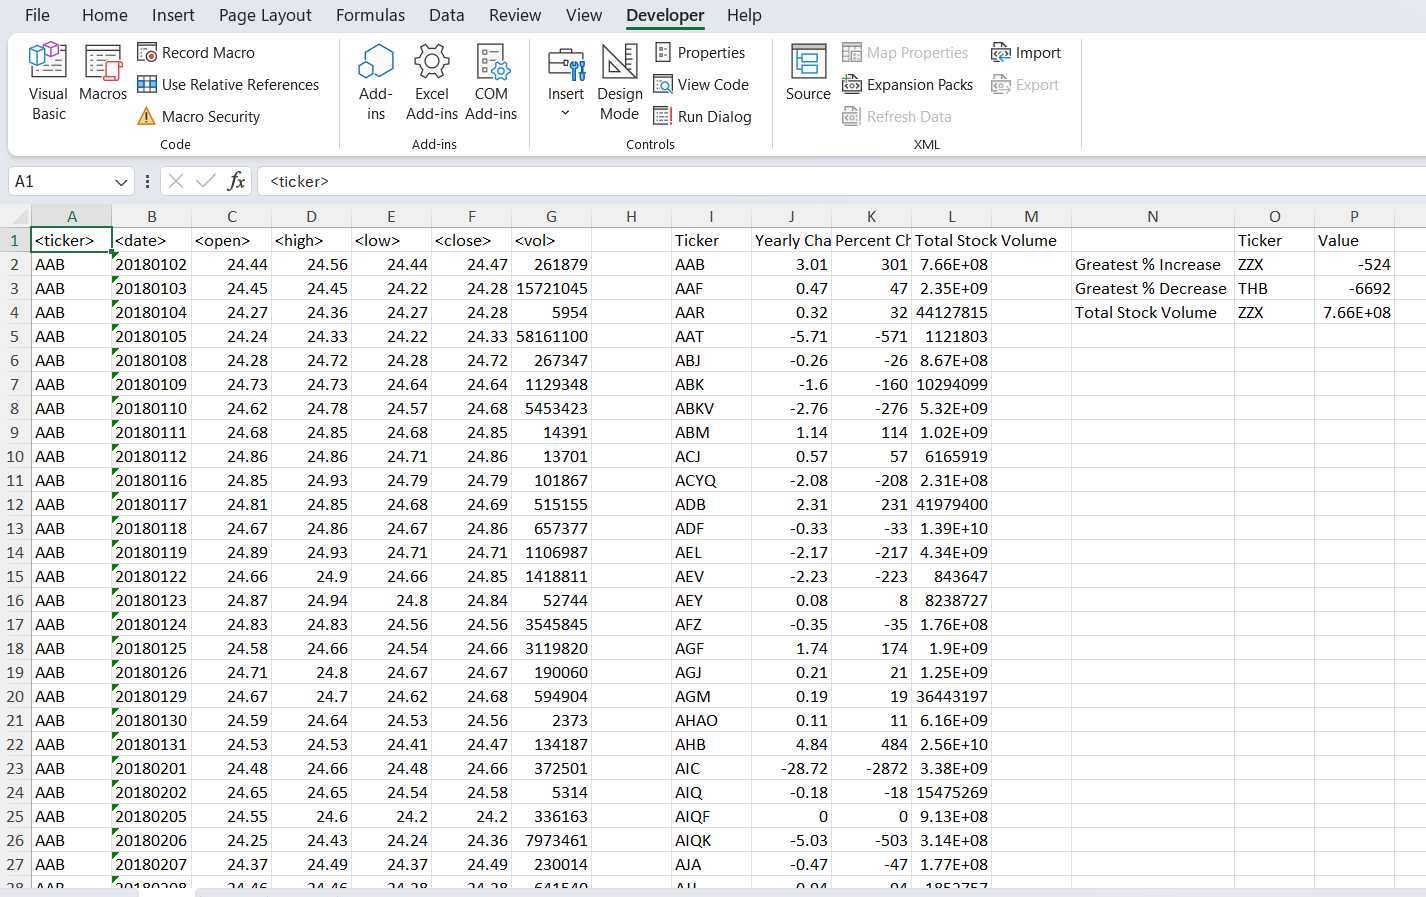 File Home Insert Page Layout Formulas Data Review View Developer Help
Visual Basic
Macros
Record Macro
Use Relative References
Macro Security
Code
Add-ins
Excel Add-ins
COM Add-ins
Add-ins
Insert
Design Mode
Properties
View Code
Run Dialog
Controls
Source
Map Properties
Expansion Packs
Refresh Data
Import
Export
XML
A1 fx <ticker>
A B C D E F G H I J K L M N O P
1 <ticker> <date> <open> <high> <low> <close> <vol> Ticker Yearly Cha Percent Ch Total Stock Volume Ticker Value
2 AAB 20180102 24.44 24.56 24.44 24.47 261879 AAB 3.01 301 7.66E+08 Greatest % Increase ZZX -524
3 AAB 20180103 24.45 24.45 24.22 24.28 15721045 AAF 0.47 47 2.35E+09 Greatest % Decrease THB -6692
4 AAB 20180104 24.27 24.36 24.27 24.28 5954 AAR 0.32 32 44127815 Total Stock Volume ZZX 7.66E+08
5 AAB 20180105 24.24 24.33 24.22 24.33 58161100 AAT -5.71 -571 1121803
6 AAB 20180108 24.28 24.72 24.28 24.72 267347 ABJ -0.26 -26 8.67E+08
7 AAB 20180109 24.73 24.73 24.64 24.64 1129348 ABK -1.6 -160 10294099
8 AAB 20180110 24.62 24.78 24.57 24.68 5453423 ABKV -2.76 -276 5.32E+09
9 AAB 20180111 24.68 24.85 24.68 24.85 14391 ABM 1.14 114 1.02E+09
10 AAB 20180112 24.86 24.86 24.71 24.86 13701 ACJ 0.57 57 6165919
11 AAB 20180116 24.85 24.93 24.79 24.79 101867 ACYQ -2.08 -208 2.31E+08
12 AAB 20180117 24.81 24.85 24.68 24.69 515155 ADB 2.31 231 41979400
13 AAB 20180118 24.67 24.86 24.67 24.86 657377 ADF -0.33 -33 1.39E+10
14 AAB 20180119 24.89 24.93 24.71 24.71 1106987 AEL -2.17 -217 4.34E+09
15 AAB 20180122 24.66 24.9 24.66 24.85 1418811 AEV -2.23 -223 843647
16 AAB 20180123 24.87 24.94 24.8 24.84 52744 AEY 0.08 8 8238727
17 AAB 20180124 24.83 24.83 24.56 24.56 3545845 AFZ -0.35 -35 1.76E+08
18 AAB 20180125 24.58 24.66 24.54 24.66 3119820 AGF 1.74 174 1.9E+09
19 AAB 20180126 24.71 24.8 24.67 24.67 190060 AGJ 0.21 21 1.25E+09
20 AAB 20180129 24.67 24.7 24.62 24.68 594904 AGM 0.19 19 36443197
21 AAB 20180130 24.59 24.64 24.53 24.56 2373 AHAO 0.11 11 6.16E+09
22 AAB 20180131 24.53 24.53 24.41 24.47 134187 AHB 4.84 484 2.56E+10
23 AAB 20180201 24.48 24.66 24.48 24.66 372501 AIC -28.72 -2872 3.38E+09
24 AAB 20180202 24.65 24.65 24.54 24.58 5314 AIQ -0.18 -18 15475269
25 AAB 20180205 24.55 24.6 24.2 24.2 336163 AIQF 0 0 9.13E+08
26 AAB 20180206 24.25 24.43 24.24 24.36 7973461 AIQK -5.03 -503 3.14E+08
27 AAB 20180207 24.37 24.49 24.37 24.49 230014 AJA -0.47 -47 1.77E+08